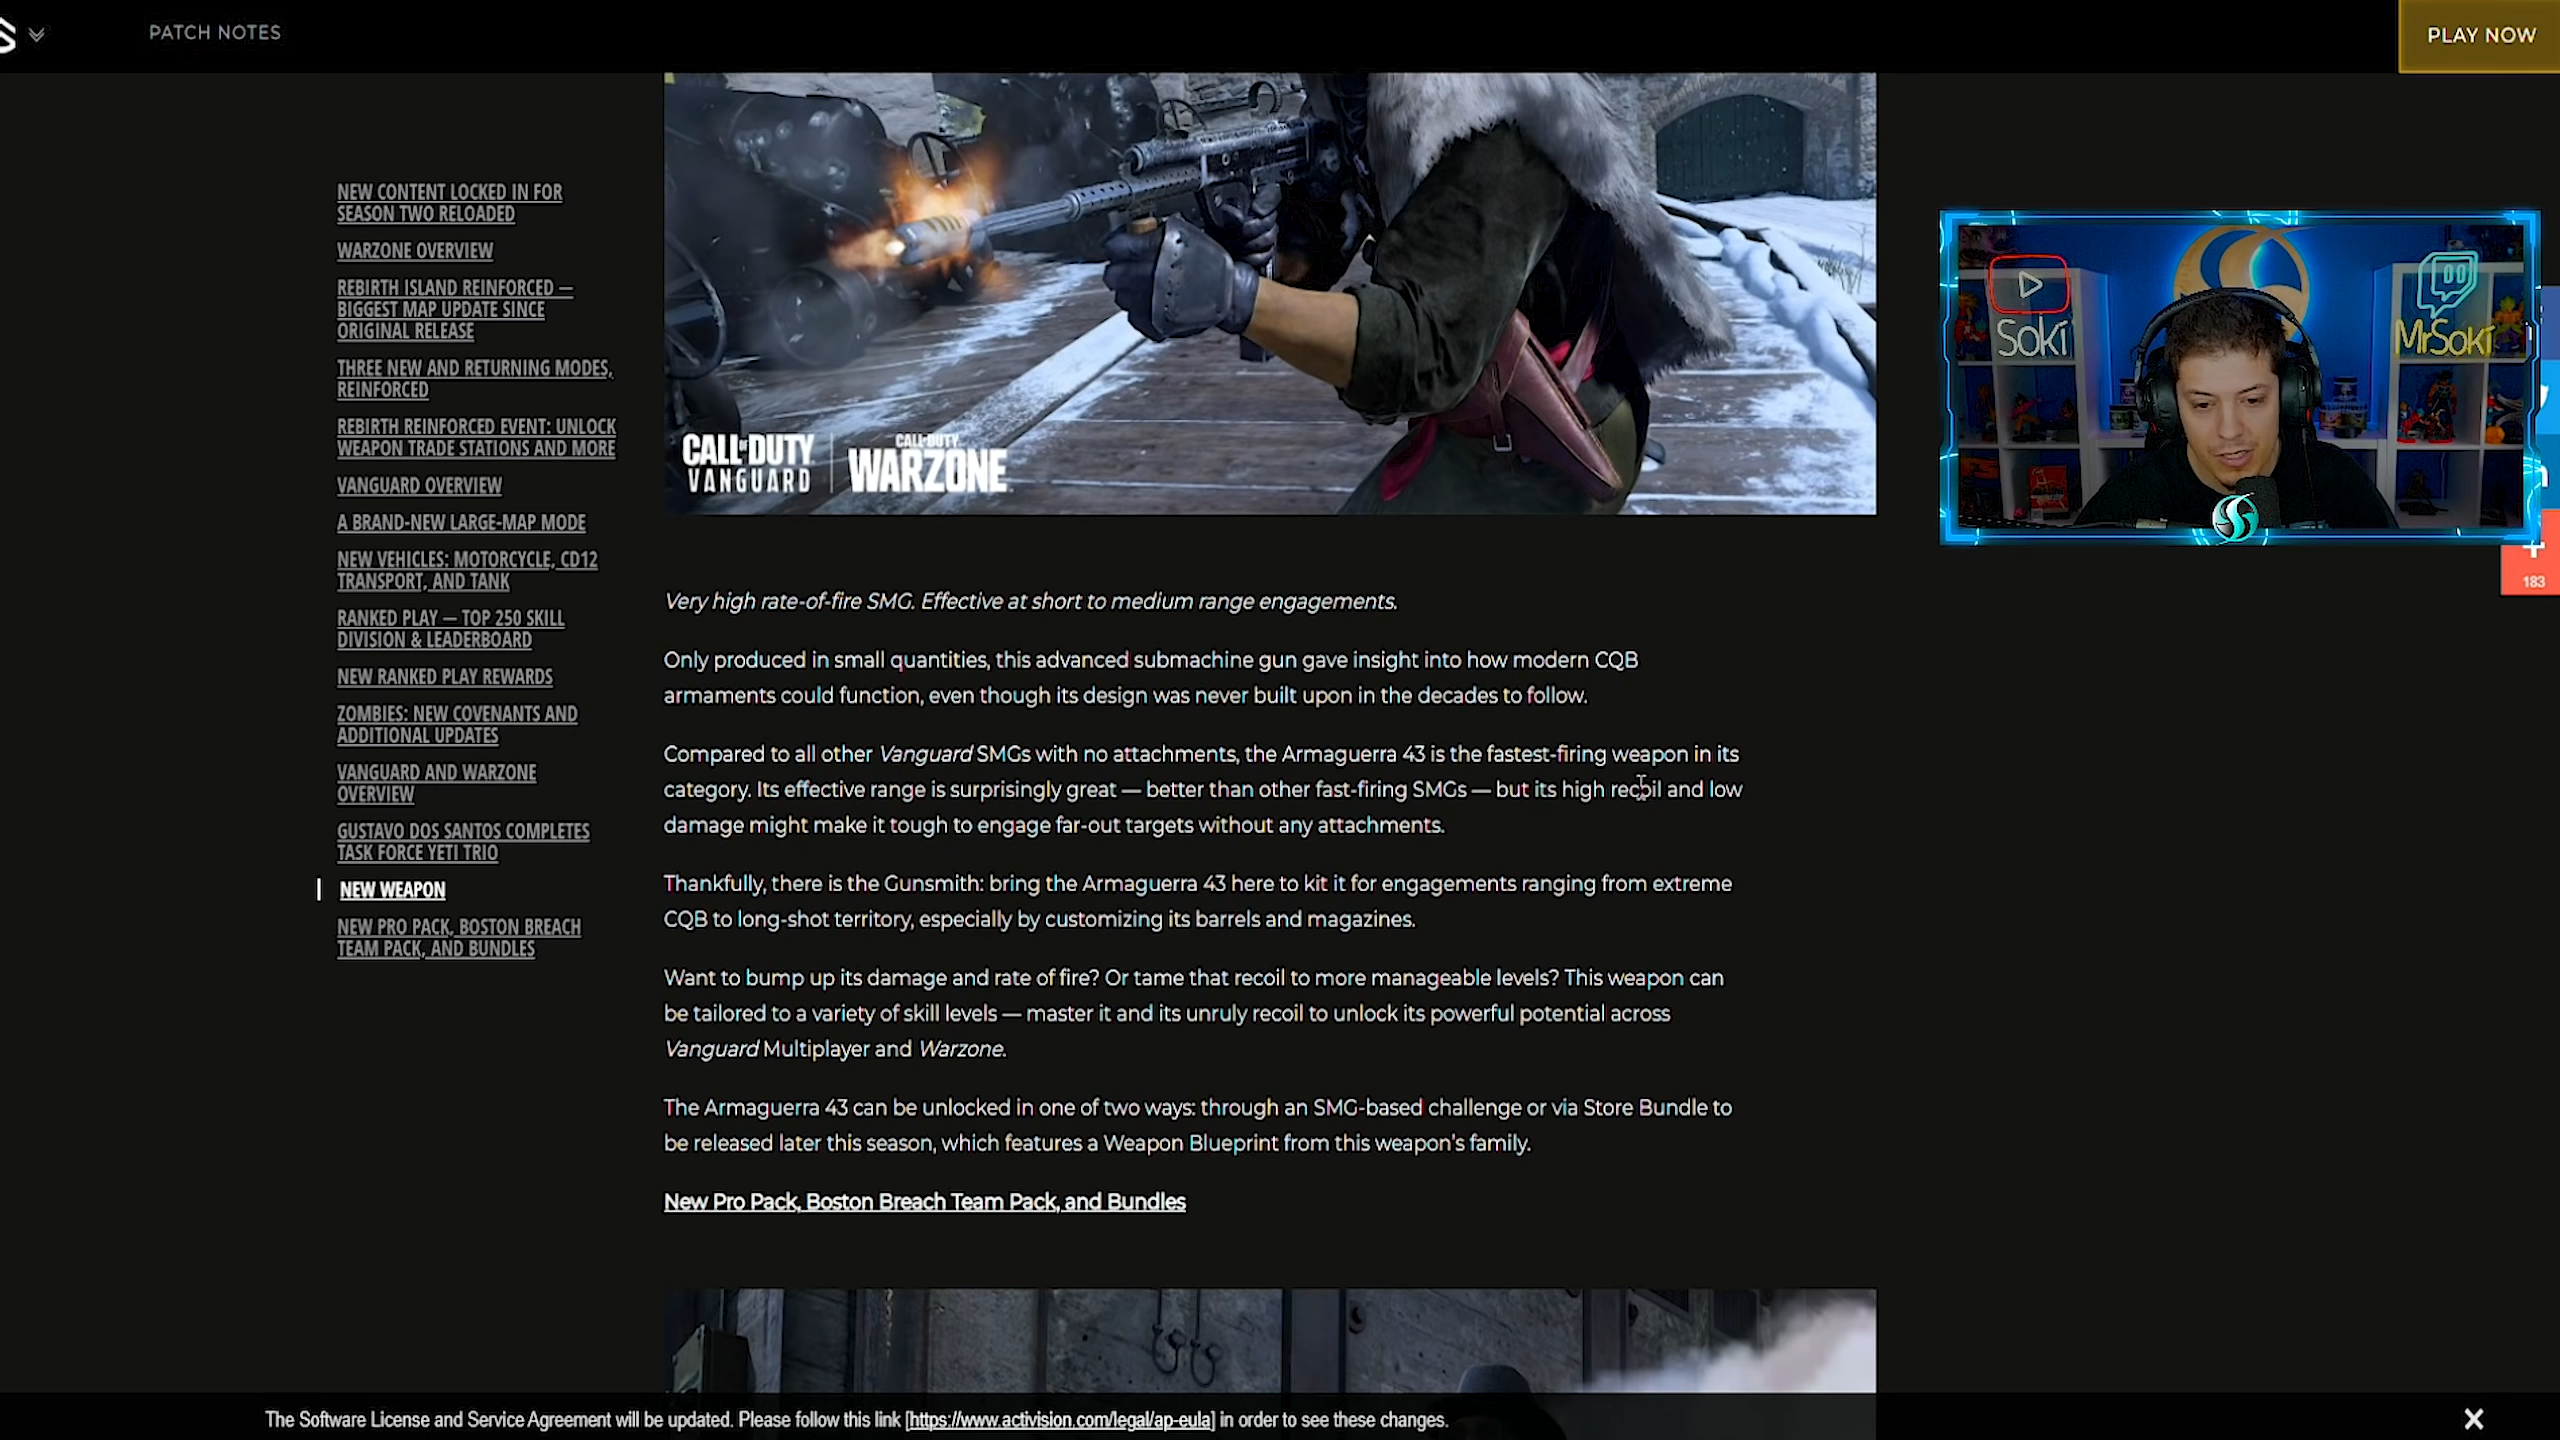 PATCH NOTES
PLAY NOW
NEW CONTENT LOCKED IN FOR
SEASON TWO RELOADED
WARZONE OVERVIEW
REBIRTH ISLAND REINFORCED —
BIGGEST MAP UPDATE SINCE
ORIGINAL RELEASE
THREE NEW AND RETURNING MODES,
REINFORCED
REBIRTH REINFORCED EVENT: UNLOCK
WEAPON TRADE STATIONS AND MORE
VANGUARD OVERVIEW
A BRAND-NEW LARGE-MAP MODE
NEW VEHICLES: MOTORCYCLE, CD12
TRANSPORT, AND TANK
RANKED PLAY — TOP 250 SKILL
DIVISION & LEADERBOARD
NEW RANKED PLAY REWARDS
ZOMBIES: NEW COVENANTS AND
ADDITIONAL UPDATES
VANGUARD AND WARZONE
OVERVIEW
GUSTAVO DOS SANTOS COMPLETES
TASK FORCE YETI TRIO
NEW WEAPON
NEW PRO PACK, BOSTON BREACH
TEAM PACK, AND BUNDLES
CALL OF DUTY
VANGUARD
CALL OF DUTY
WARZONE
Soki
MrSoki
183
Very high rate-of-fire SMG. Effective at short to medium range engagements.
Only produced in small quantities, this advanced submachine gun gave insight into how modern CQB
armaments could function, even though its design was never built upon in the decades to follow.
Compared to all other Vanguard SMGs with no attachments, the Armaguerra 43 is the fastest-firing weapon in its
category. Its effective range is surprisingly great — better than other fast-firing SMGs — but its high recoil and low
damage might make it tough to engage far-out targets without any attachments.
Thankfully, there is the Gunsmith: bring the Armaguerra 43 here to kit it for engagements ranging from extreme
CQB to long-shot territory, especially by customizing its barrels and magazines.
Want to bump up its damage and rate of fire? Or tame that recoil to more manageable levels? This weapon can
be tailored to a variety of skill levels — master it and its unruly recoil to unlock its powerful potential across
Vanguard Multiplayer and Warzone.
The Armaguerra 43 can be unlocked in one of two ways: through an SMG-based challenge or via Store Bundle to
be released later this season, which features a Weapon Blueprint from this weapon's family.
New Pro Pack, Boston Breach Team Pack, and Bundles
The Software License and Service Agreement will be updated. Please follow this link [https://www.activision.com/legal/ap-eula] in order to see these changes.